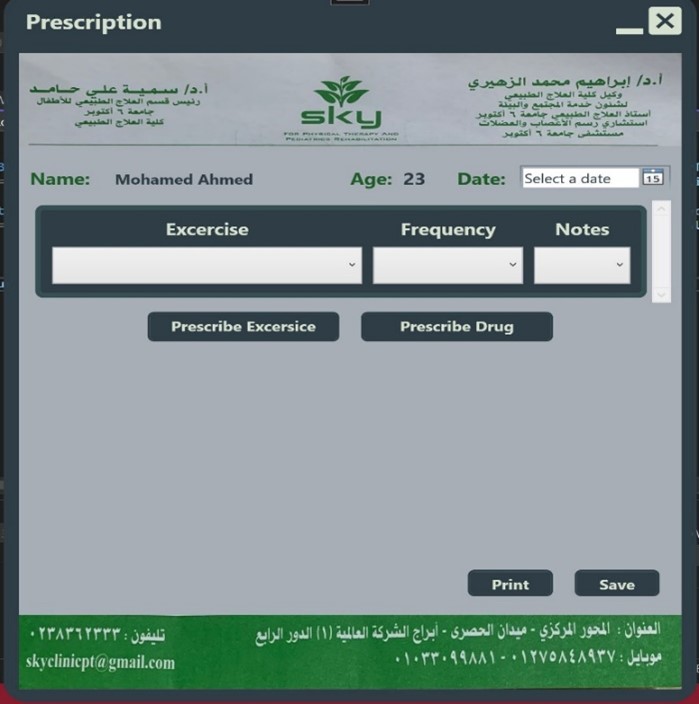 Prescription
أ.د/ إبراهيم محمد الزهيري
وكيل كلية العلاج الطبيعي
لشئون خدمة المجتمع والبيئة
أستاذ العلاج الطبيعي جامعة ٦ أكتوبر
استشاري رسم الأعصاب والعضلات
مستشفى جامعة ٦ أكتوبر
sky
FOR PHYSICAL THERAPY AND
PEDIATRICS REHABILITATION
أ.د/ سمية علي حامد
رئيس قسم العلاج الطبيعي للأطفال
جامعة ٦ أكتوبر
كلية العلاج الطبيعي
Name: Mohamed Ahmed Age: 23 Date: Select a date 15
Excercise Frequency Notes
Prescribe Excersice Prescribe Drug
Print Save
العنوان : المحور المركزي - ميدان الحصرى - أبراج الشركة العالمية (١) الدور الرابع
موبايل : ٠١٢٧٥٨٤٨٩٣٧ - ٠١٠٣٣٠٩٩٨٨١
تليفون : ٠٢٣٨٣٦٢٣٣٣
skyclinicpt@gmail.com